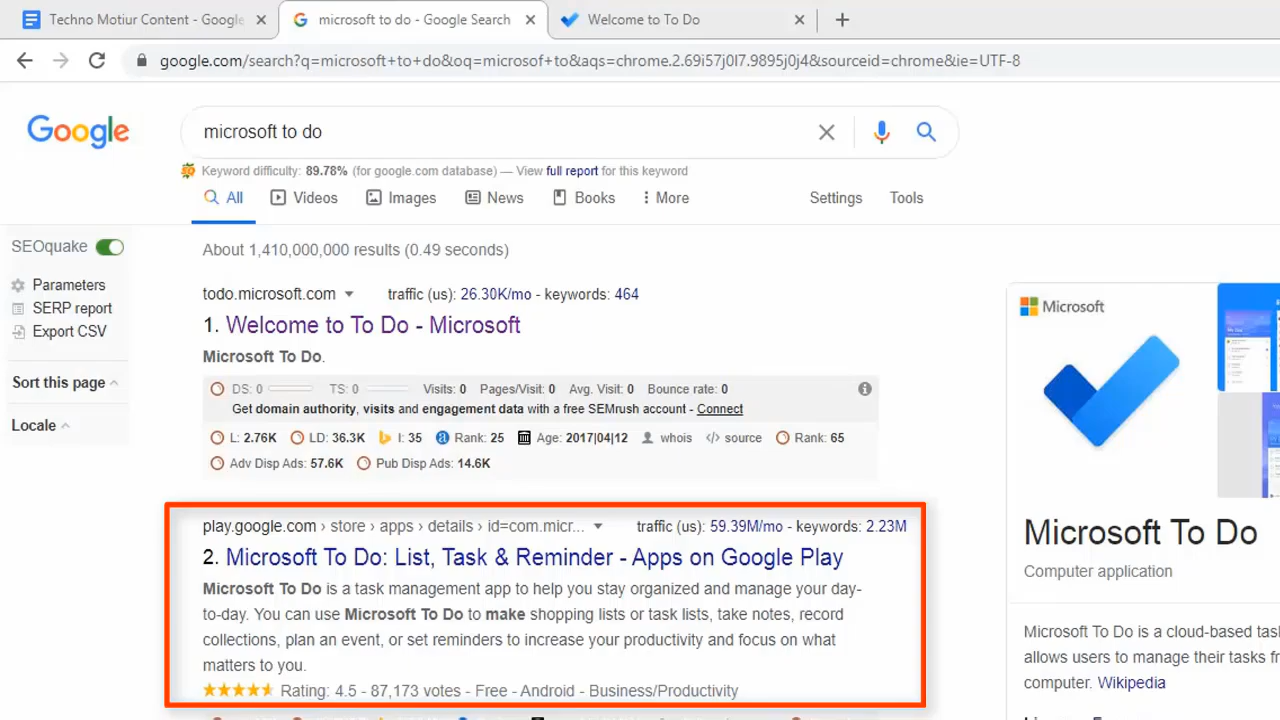 Techno Motiur Content - Google
microsoft to do - Google Search
Welcome to To Do
google.com/search?q=microsoft+to+do&oq=microsof+to&aqs=chrome.2.69i57j0l7.9895j0j4&sourceid=chrome&ie=UTF-8
Google
microsoft to do
Keyword difficulty: 89.78% (for google.com database) — View full report for this keyword
All Videos Images News Books More Settings Tools
SEOquake
Parameters
SERP report
Export CSV
Sort this page
Locale
About 1,410,000,000 results (0.49 seconds)
todo.microsoft.com traffic (us): 26.30K/mo - keywords: 464
1. Welcome to To Do - Microsoft
Microsoft To Do.
DS: 0 TS: 0 Visits: 0 Pages/Visit: 0 Avg. Visit: 0 Bounce rate: 0
Get domain authority, visits and engagement data with a free SEMrush account - Connect
L: 2.76K LD: 36.3K I: 35 Rank: 25 Age: 2017|04|12 whois </> source Rank: 65
Adv Disp Ads: 57.6K Pub Disp Ads: 14.6K
play.google.com › store › apps › details › id=com.micr... traffic (us): 59.39M/mo - keywords: 2.23M
2. Microsoft To Do: List, Task & Reminder - Apps on Google Play
Microsoft To Do is a task management app to help you stay organized and manage your day-
to-day. You can use Microsoft To Do to make shopping lists or task lists, take notes, record
collections, plan an event, or set reminders to increase your productivity and focus on what
matters to you.
Rating: 4.5 - 87,173 votes - Free - Android - Business/Productivity
Microsoft
Microsoft To Do
Computer application
Microsoft To Do is a cloud-based
allows users to manage their tasks
computer. Wikipedia